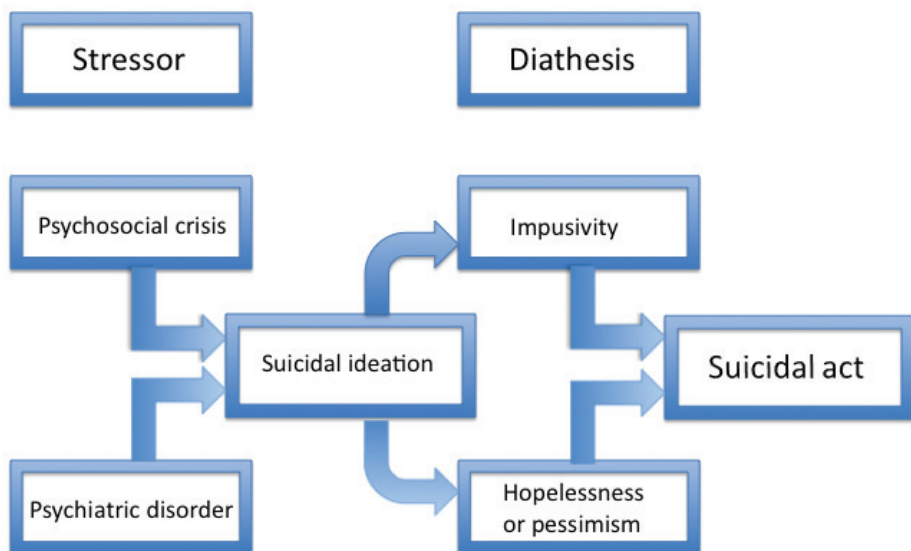 Stressor
Diathesis
Psychosocial crisis
Impusivity
Suicidal ideation
Suicidal act
Psychiatric disorder
Hopelessness
or pessimism